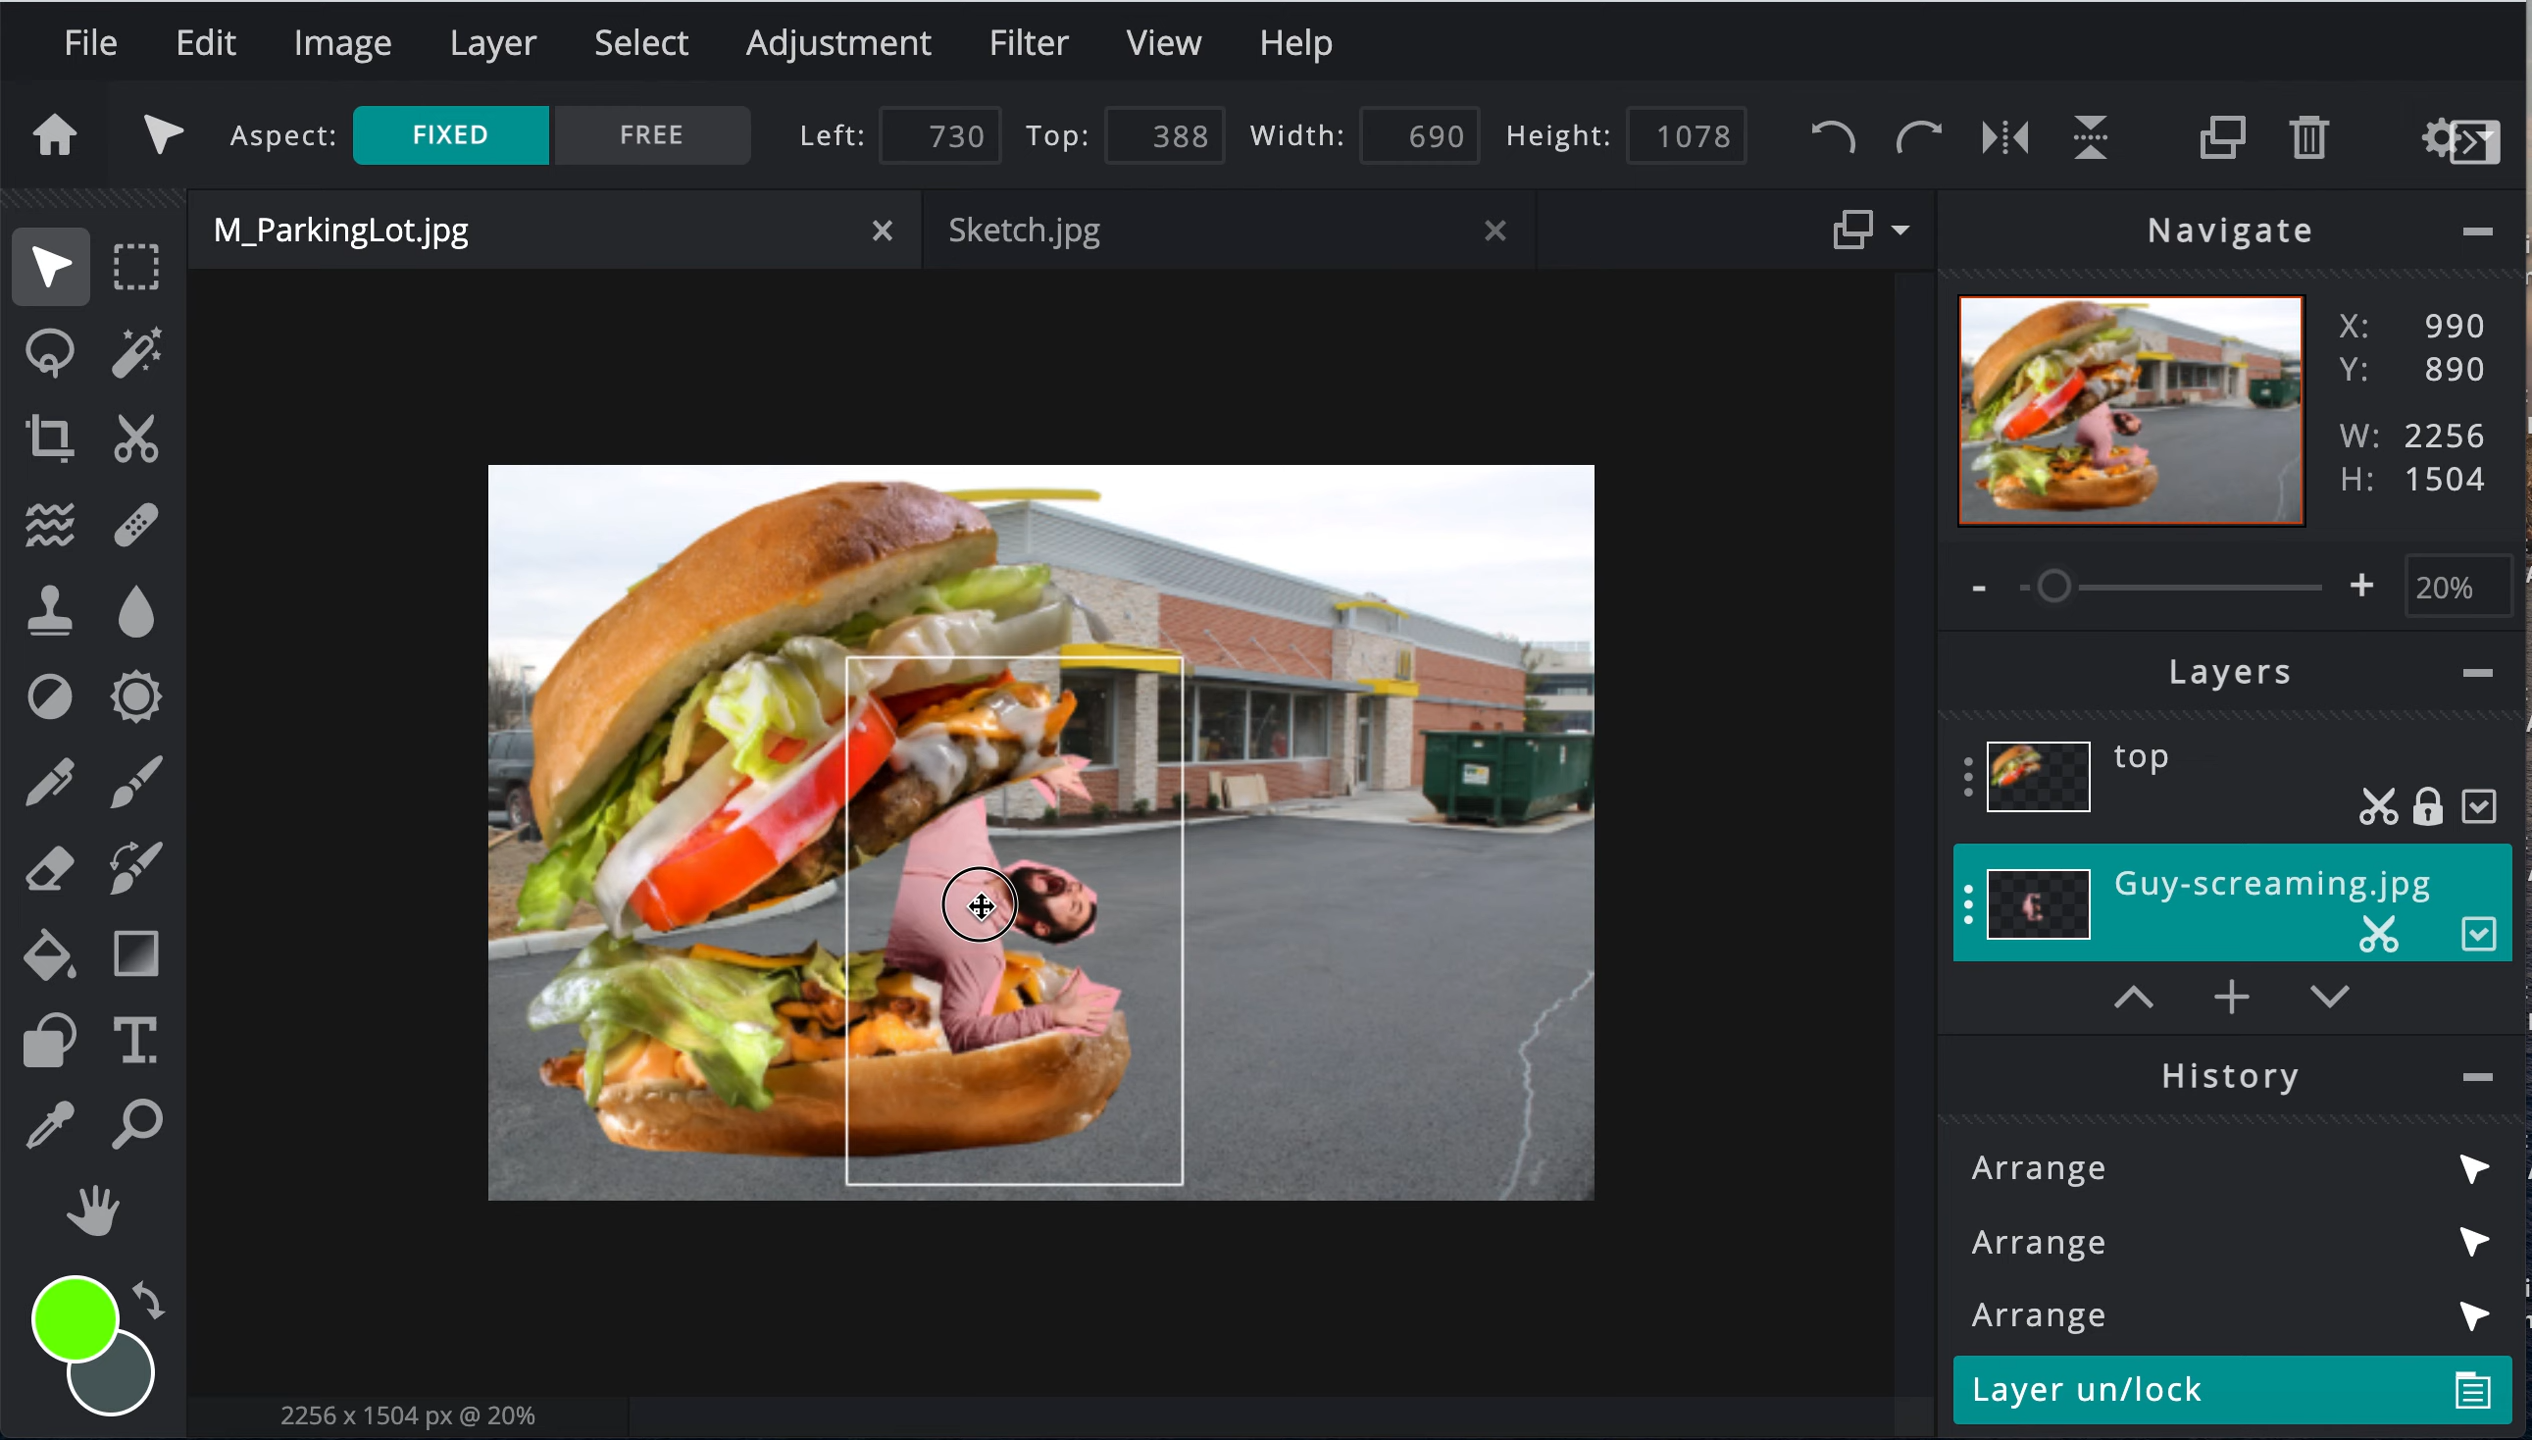 File Edit Image Layer Select Adjustment Filter View Help
Aspect: FIXED FREE Left: 730 Top: 388 Width: 690 Height: 1078
M_ParkingLot.jpg Sketch.jpg
Navigate
X: 990
Y: 890
W: 2256
H: 1504
- + 20%
Layers
top
Guy-screaming.jpg
History
Arrange
Arrange
Arrange
Layer un/lock
2256 x 1504 px @ 20%